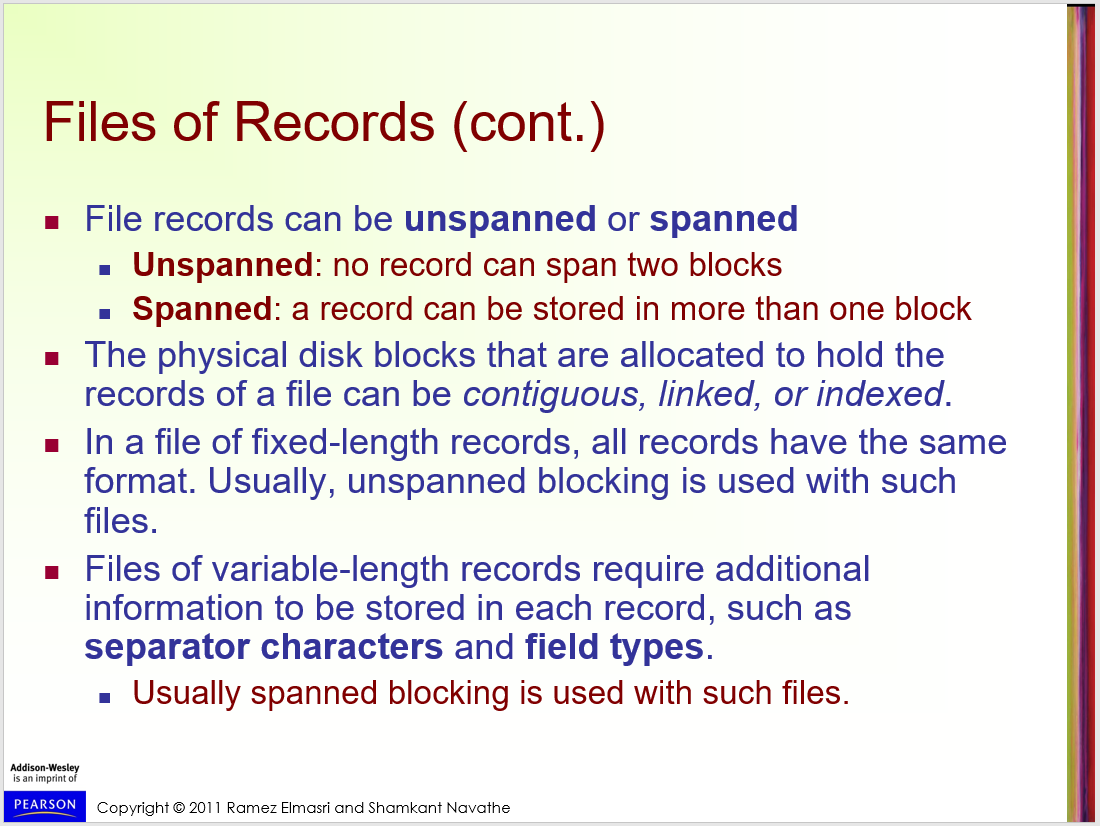 Files of Records (cont.)
File records can be unspanned or spanned
Unspanned: no record can span two blocks
Spanned: a record can be stored in more than one block
The physical disk blocks that are allocated to hold the
records of a file can be contiguous, linked, or indexed.
In a file of fixed-length records, all records have the same
format. Usually, unspanned blocking is used with such
files.
Files of variable-length records require additional
information to be stored in each record, such as
separator characters and field types.
Usually spanned blocking is used with such files.
Addison-Wesley
is an imprint of
PEARSON
Copyright © 2011 Ramez Elmasri and Shamkant Navathe